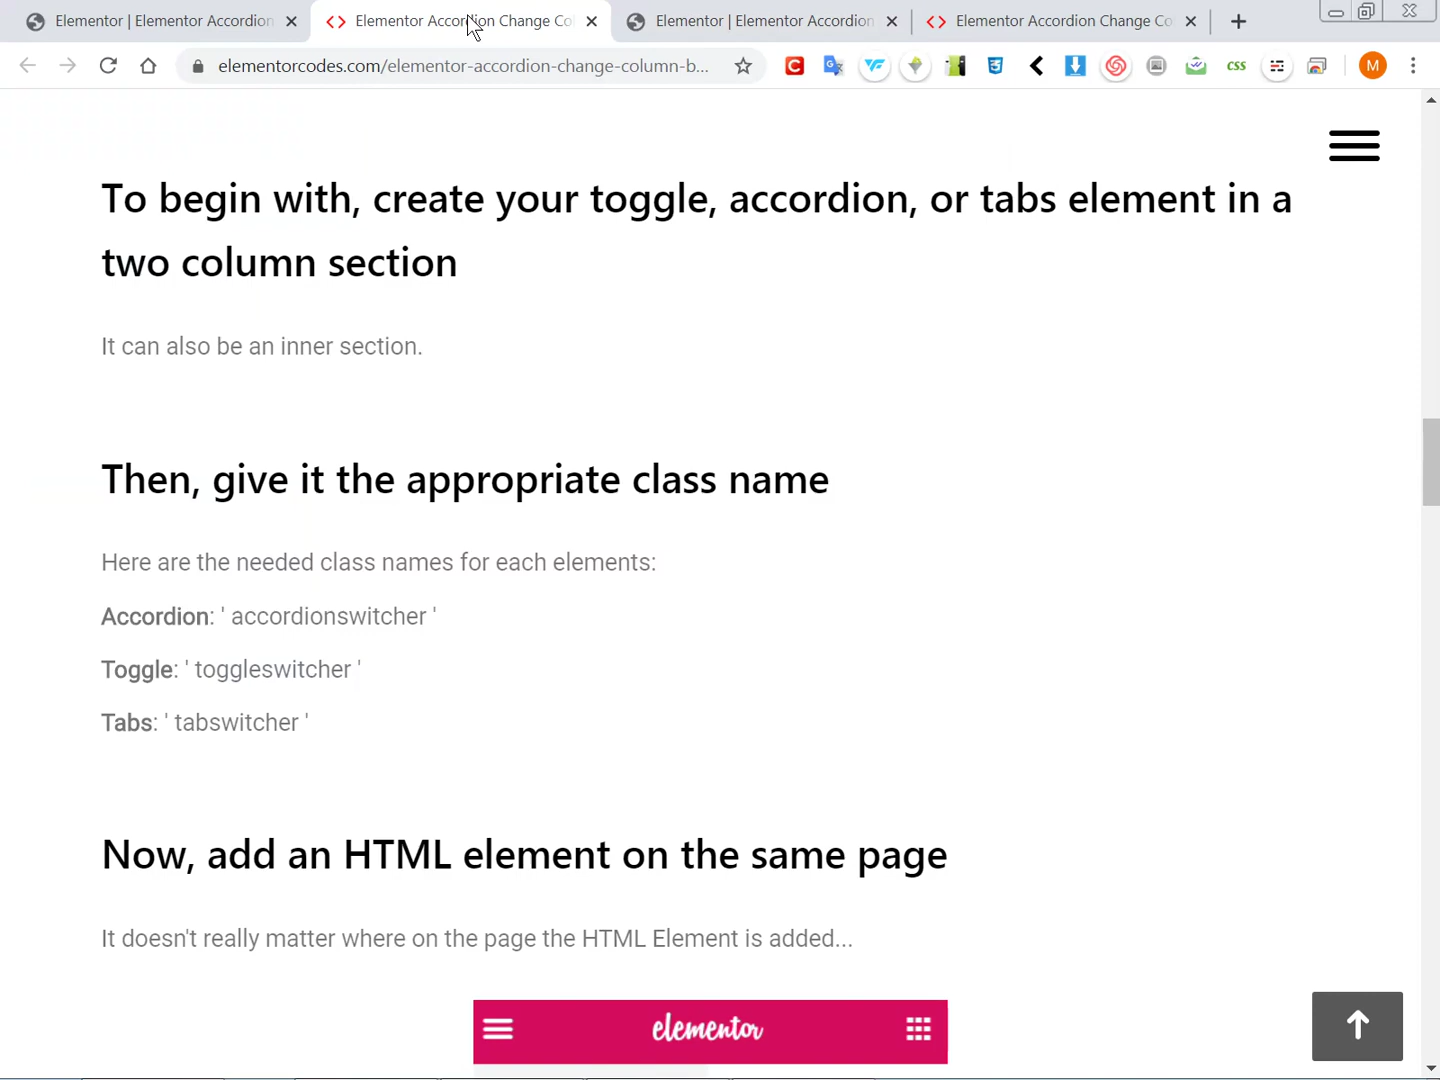 Elementor | Elementor Accordion
Elementor Accordion Change Co
Elementor | Elementor Accordion
Elementor Accordion Change Co
elementorcodes.com/elementor-accordion-change-column-b...
C
G
VF
3
CSS
M
To begin with, create your toggle, accordion, or tabs element in a
two column section
It can also be an inner section.
Then, give it the appropriate class name
Here are the needed class names for each elements:
Accordion: ' accordionswitcher '
Toggle: ' toggleswitcher '
Tabs: ' tabswitcher '
Now, add an HTML element on the same page
It doesn't really matter where on the page the HTML Element is added...
elementor